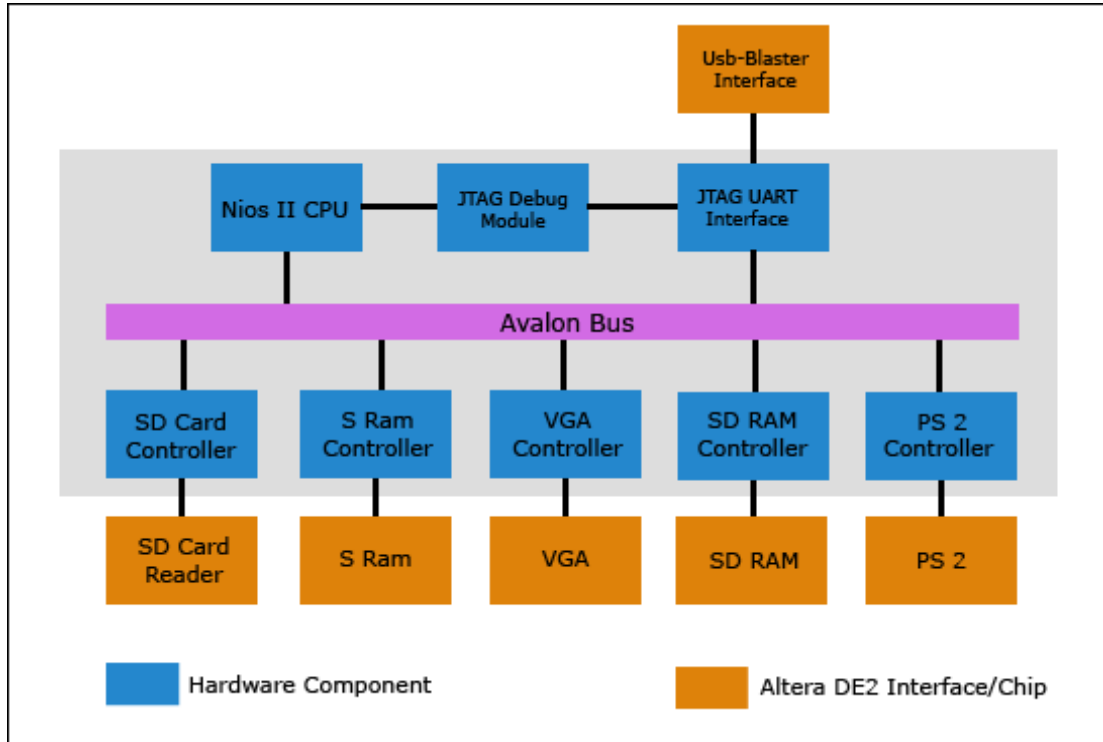 Usb-Blaster
Interface
Nios II CPU
JTAG Debug
Module
JTAG UART
Interface
Avalon Bus
SD Card
Controller
S Ram
Controller
VGA
Controller
SD RAM
Controller
PS 2
Controller
SD Card
Reader
S Ram
VGA
SD RAM
PS 2
Hardware Component
Altera DE2 Interface/Chip